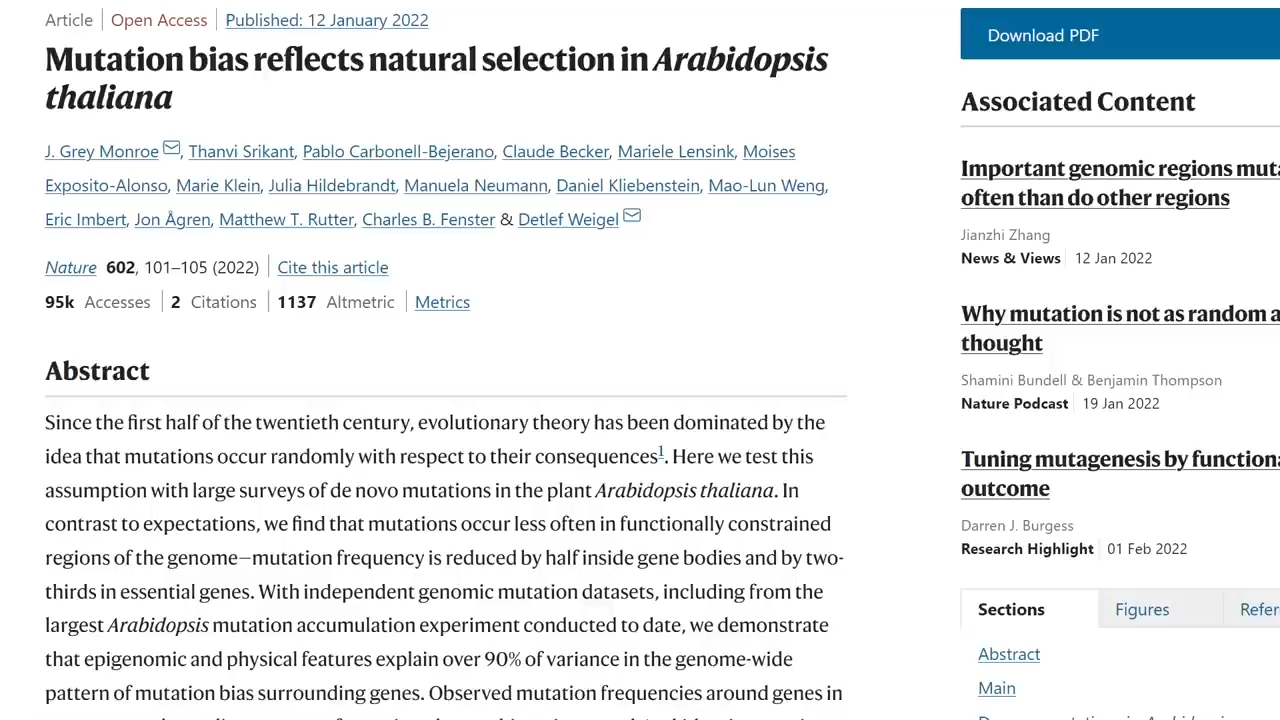 Article | Open Access | Published: 12 January 2022
Mutation bias reflects natural selection in Arabidopsis
thaliana
J. Grey Monroe, Thanvi Srikant, Pablo Carbonell-Bejerano, Claude Becker, Mariele Lensink, Moises
Exposito-Alonso, Marie Klein, Julia Hildebrandt, Manuela Neumann, Daniel Kliebenstein, Mao-Lun Weng,
Eric Imbert, Jon Ågren, Matthew T. Rutter, Charles B. Fenster & Detlef Weigel
Nature 602, 101–105 (2022) | Cite this article
95k Accesses | 2 Citations | 1137 Altmetric | Metrics
Abstract
Since the first half of the twentieth century, evolutionary theory has been dominated by the
idea that mutations occur randomly with respect to their consequences1. Here we test this
assumption with large surveys of de novo mutations in the plant Arabidopsis thaliana. In
contrast to expectations, we find that mutations occur less often in functionally constrained
regions of the genome—mutation frequency is reduced by half inside gene bodies and by two-
thirds in essential genes. With independent genomic mutation datasets, including from the
largest Arabidopsis mutation accumulation experiment conducted to date, we demonstrate
that epigenomic and physical features explain over 90% of variance in the genome-wide
pattern of mutation bias surrounding genes. Observed mutation frequencies around genes in
Download PDF
Associated Content
Important genomic regions muta
often than do other regions
Jianzhi Zhang
News & Views | 12 Jan 2022
Why mutation is not as random a
thought
Shamini Bundell & Benjamin Thompson
Nature Podcast | 19 Jan 2022
Tuning mutagenesis by functiona
outcome
Darren J. Burgess
Research Highlight | 01 Feb 2022
Sections Figures Refer
Abstract
Main